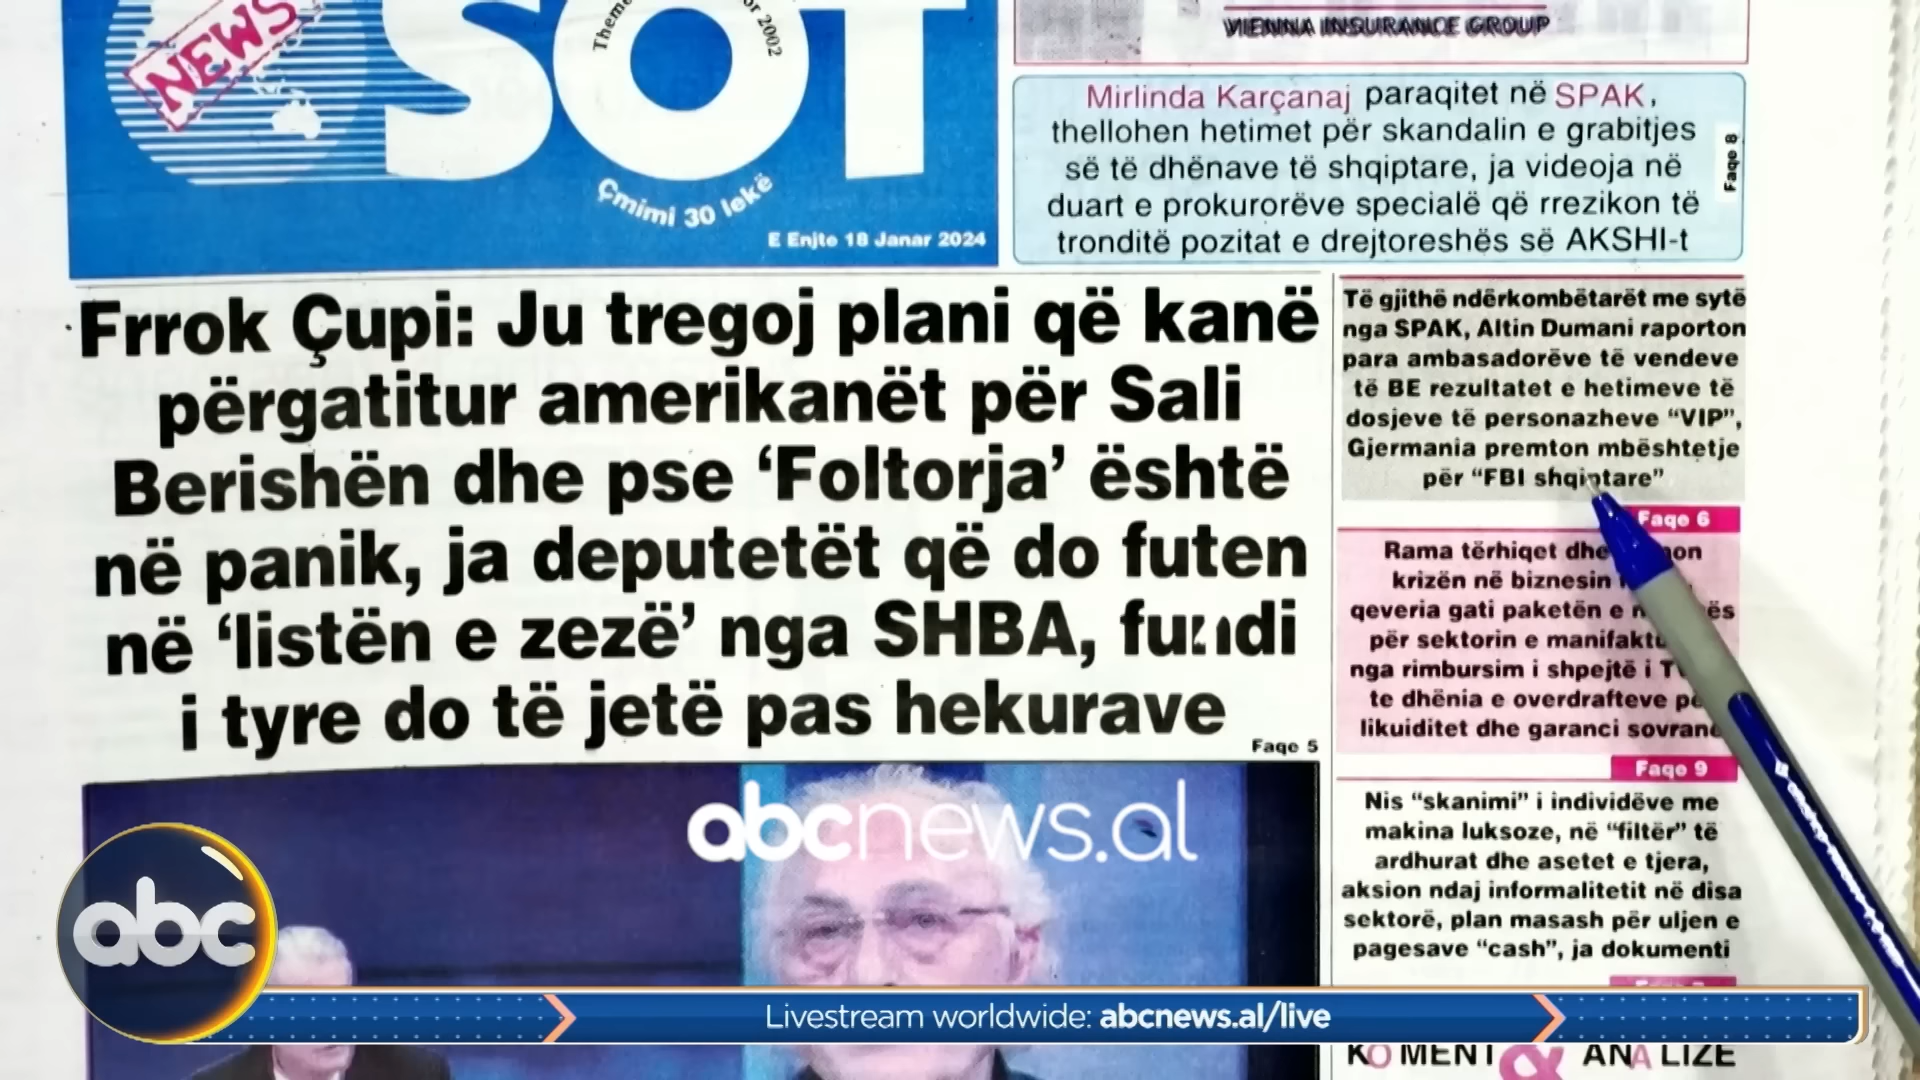 NEWS
SOT
2002
Çmimi 30 lekë
E Enjte 18 Janar 2024
VIENNA INSURANCE GROUP
Mirlinda Karçanaj paraqitet në SPAK,
thellohen hetimet për skandalin e grabitjes
së të dhënave të shqiptare, ja videoja në
duart e prokurorëve specialë që rrezikon të
tronditë pozitat e drejtoreshës së AKSHI-t
Faqe 8
Frrok Çupi: Ju tregoj plani që kanë
përgatitur amerikanët për Sali
Berishën dhe pse ‘Foltorja’ është
në panik, ja deputetët që do futen
në ‘listën e zezë’ nga SHBA, fundi
i tyre do të jetë pas hekurave
Faqe 5
Të gjithë ndërkombëtarët me sytë
nga SPAK, Altin Dumani raporton
para ambasadorëve të vendeve
të BE rezultatet e hetimeve të
dosjeve të personazheve “VIP”,
Gjermania premton mbështetje
për “FBI shqiptare”
Faqe 6
Rama tërhiqet dhe
krizën në biznesin
qeveria gati paketën e
për sektorin e
nga rimbursim i shpejtë i
te dhënia e overdrafteve
likuiditet dhe garanci
Faqe 9
Nis “skanimi” i individëve me
makina luksoze, në “filtër” të
ardhurat dhe asetet e tjera,
aksion ndaj informalitetit në disa
sektorë, plan masash për uljen e
pagesave “cash”, ja dokumenti
abcnews.al
abc
Livestream worldwide: abcnews.al/live
KOMENT & ANALIZE